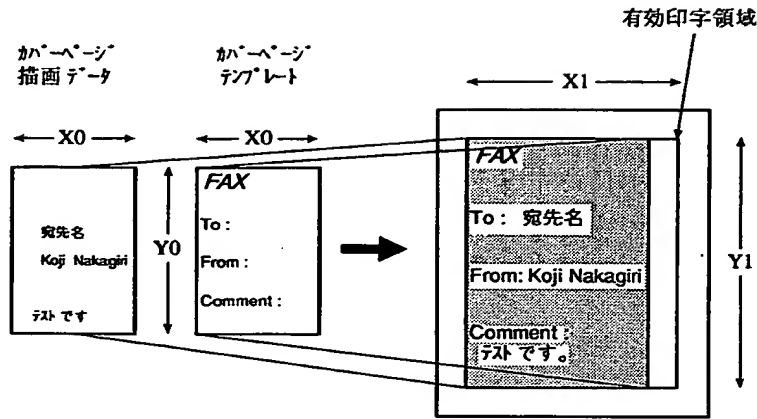 有効印字領域
カバーページ
描画データ
カバーページ
テンプレート
X1
X0
X0
FAX
宛先名
Koji Nakagiri
テストです
Y0
To :
From :
Comment :
FAX
To : 宛先名
From: Koji Nakagiri
Comment :
テストです。
Y1